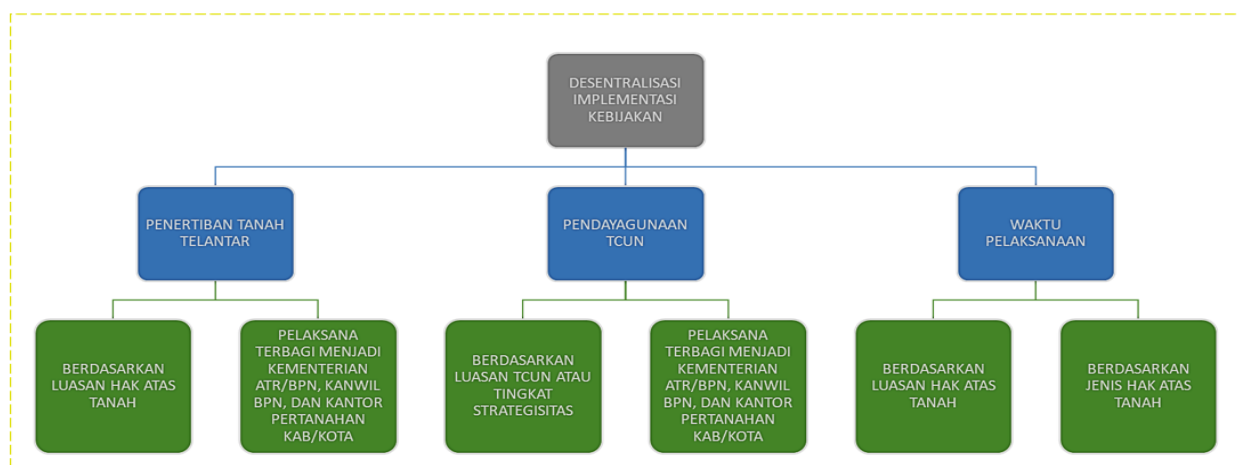 DESENTRALISASI
IMPLEMENTASI
KEBIJAKAN
PENERTIBAN TANAH
TELANTAR
PENDAYAGUNAAN
TCUN
WAKTU
PELAKSANAAN
BERDASARKAN
LUASAN HAK ATAS
TANAH
PELAKSANA
TERBAGI MENJADI
KEMENTERIAN
ATR/BPN, KANWIL
BPN, DAN KANTOR
PERTANAHAN
KAB/KOTA
BERDASARKAN
LUASAN TCUN ATAU
TINGKAT
STRATEGISITAS
PELAKSANA
TERBAGI MENJADI
KEMENTERIAN
ATR/BPN, KANWIL
BPN, DAN KANTOR
PERTANAHAN
KAB/KOTA
BERDASARKAN
LUASAN HAK ATAS
TANAH
BERDASARKAN
JENIS HAK ATAS
TANAH